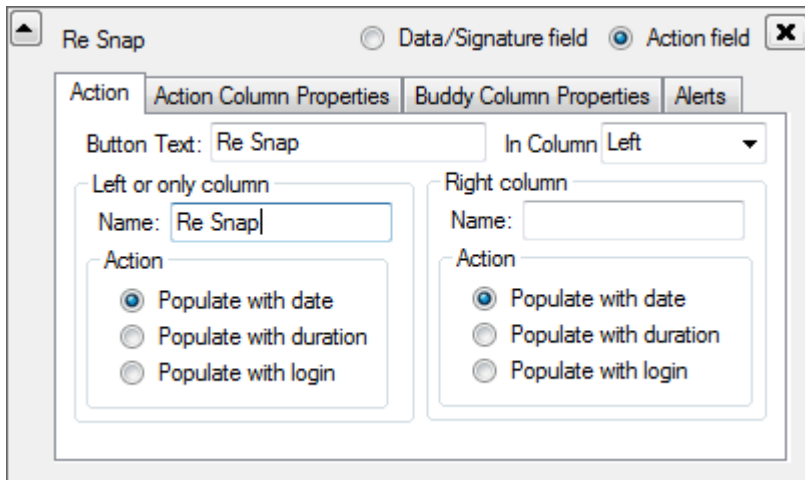 Re Snap Data/Signature field Action field
Action Action Column Properties Buddy Column Properties Alerts
Button Text: Re Snap In Column Left
Left or only column Right column
Name: Re Snap Name:
Action Action
Populate with date Populate with date
Populate with duration Populate with duration
Populate with login Populate with login